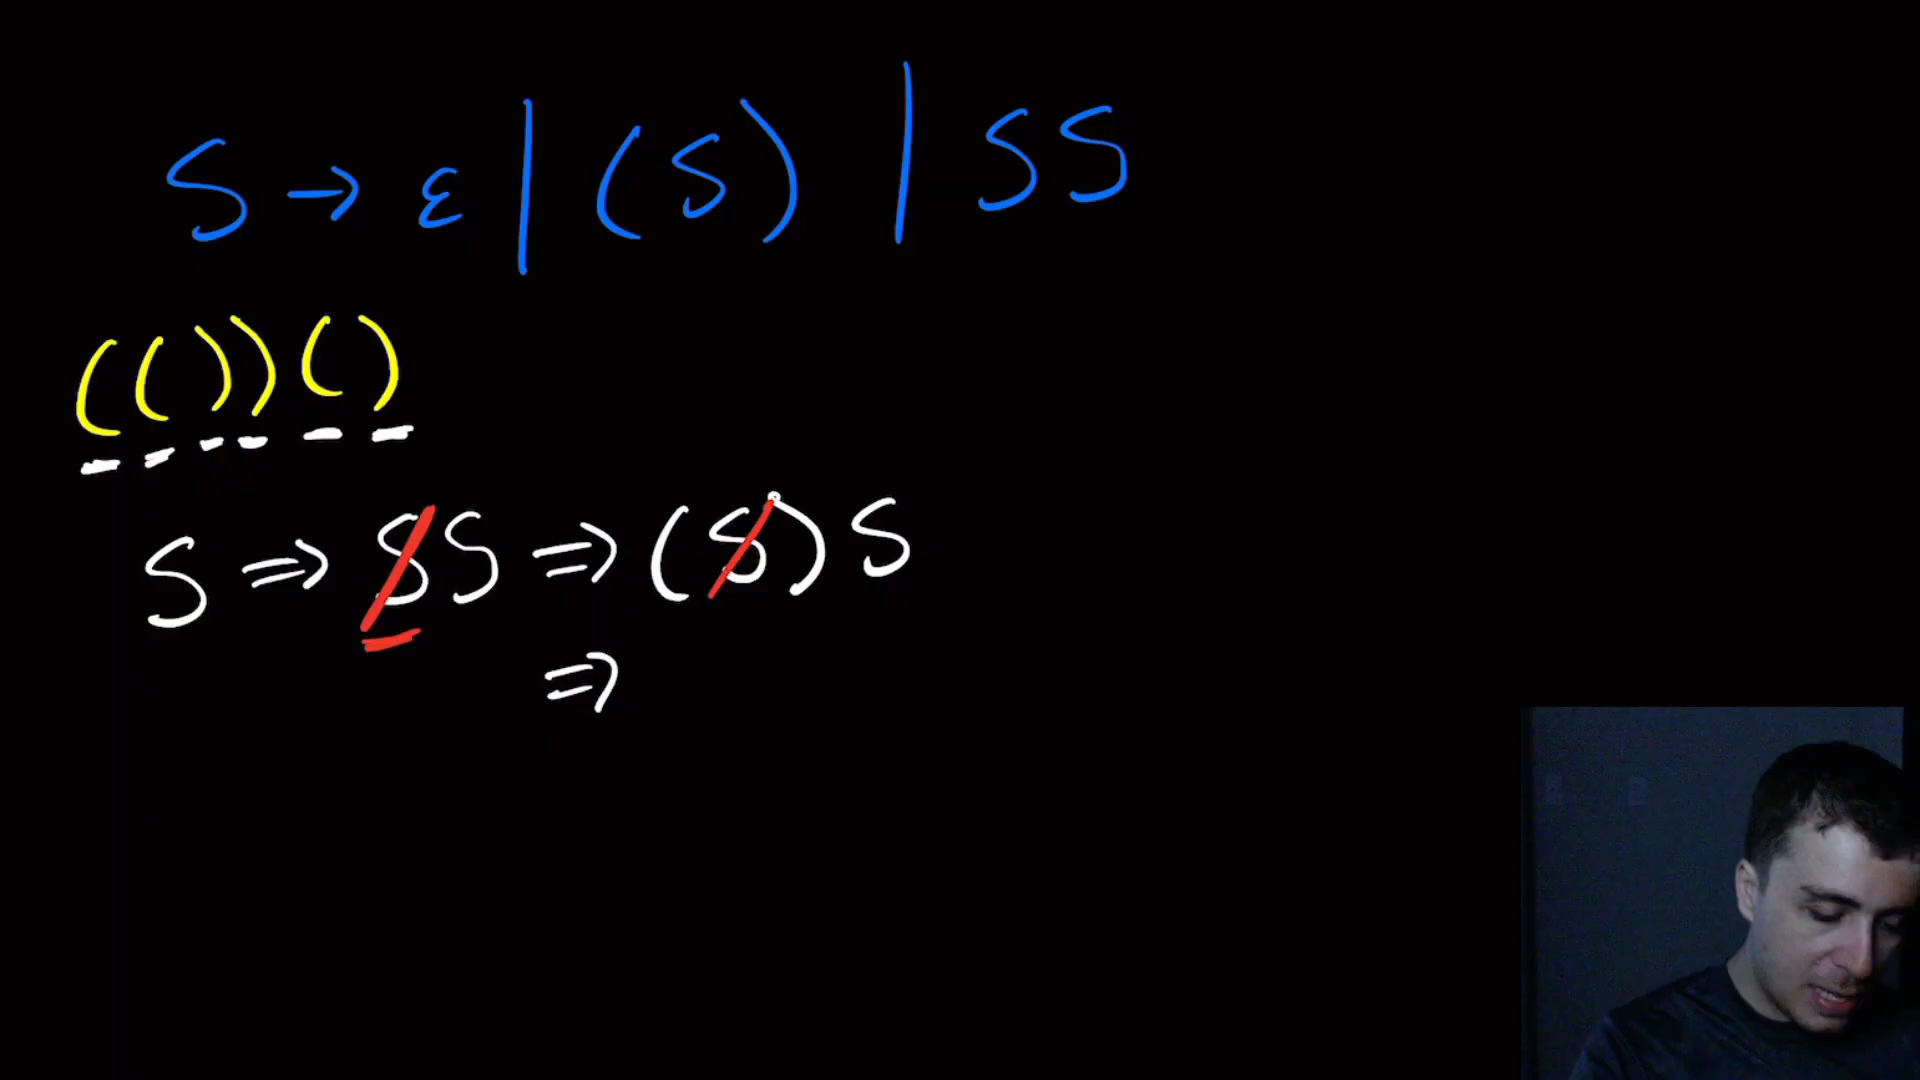 S → ε | (S) | SS
(())()
S ⇒ SS ⇒ (S)S
⇒